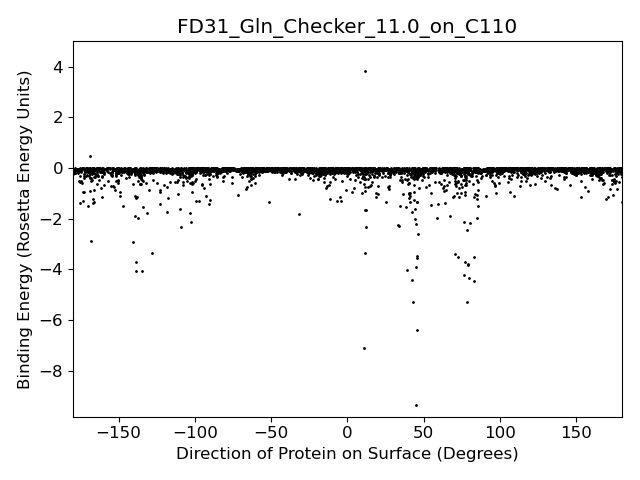 FD31_Gln_Checker_11.0_on_C110
Binding Energy (Rosetta Energy Units)
4
2
0
−2
−4
−6
−8
−150 −100 −50 0 50 100 150
Direction of Protein on Surface (Degrees)